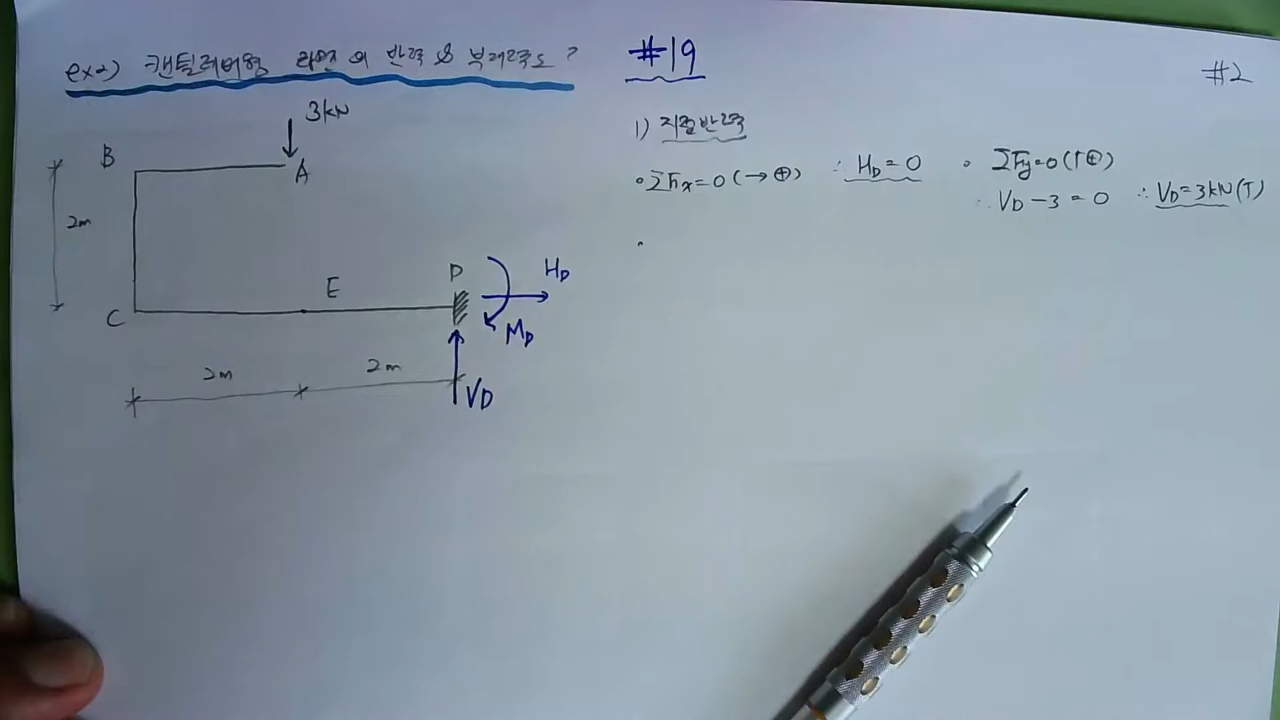 ex2) 캔틸레버형 라멘의 반력 & 부재력도?
#19
#2
3kN
B
A
2m
E
D
HD
C
MD
2m
2m
VD
1) 지점반력
• ΣFx=0 (→⊕) ∴ HD=0
• ΣFy=0 (↑⊕)
∴ VD-3=0 ∴ VD=3kN(↑)